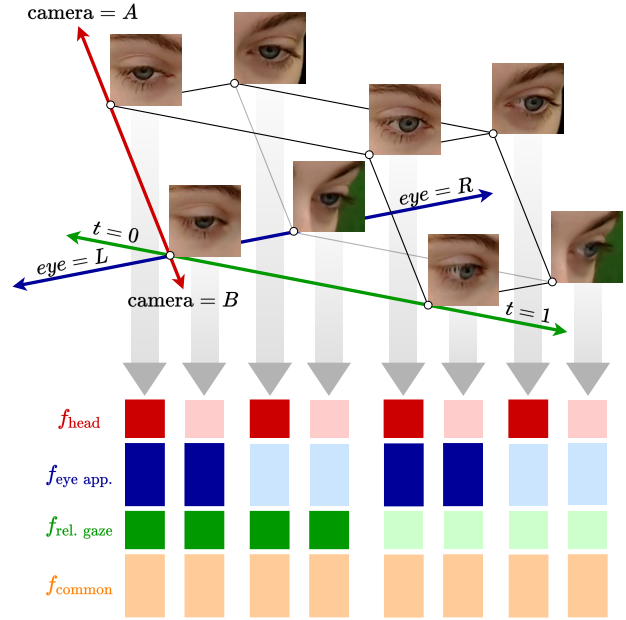 camera = A
eye = R
t = 0
eye = L
camera = B
t = 1
f_head
f_eye app.
f_rel. gaze
f_common